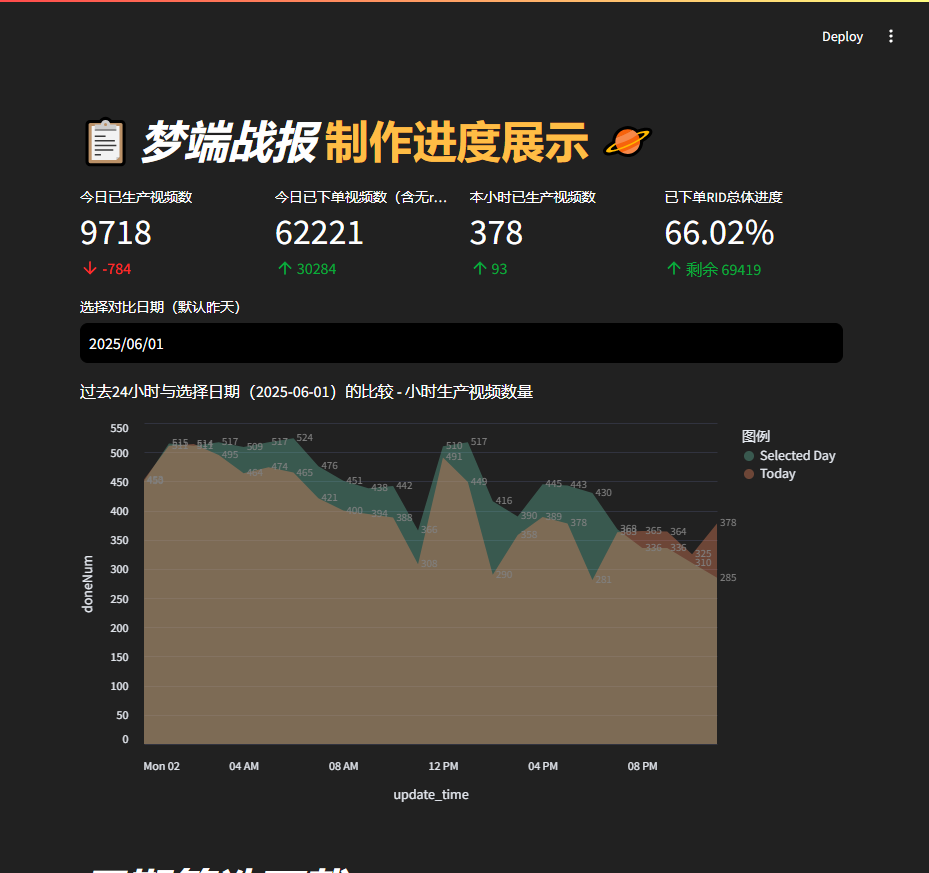 Deploy
梦端战报 制作进度展示
今日已生产视频数
9718
-784
今日已下单视频数（含无r...
62221
30284
本小时已生产视频数
378
93
已下单RID总体进度
66.02%
剩余 69419
选择对比日期（默认昨天）
2025/06/01
过去24小时与选择日期（2025-06-01）的比较 - 小时生产视频数量
图例
Selected Day
Today
doneNum
550
500
450
400
350
300
250
200
150
100
50
0
515 514 517 509 517 524 476 451 438 442 366 510 517 416 390 445 443 430 368 365 364 325 378
495 464 474 465 421 400 394 388 308 491 449 290 358 389 378 281 336 336 310 285
Mon 02 04 AM 08 AM 12 PM 04 PM 08 PM
update_time